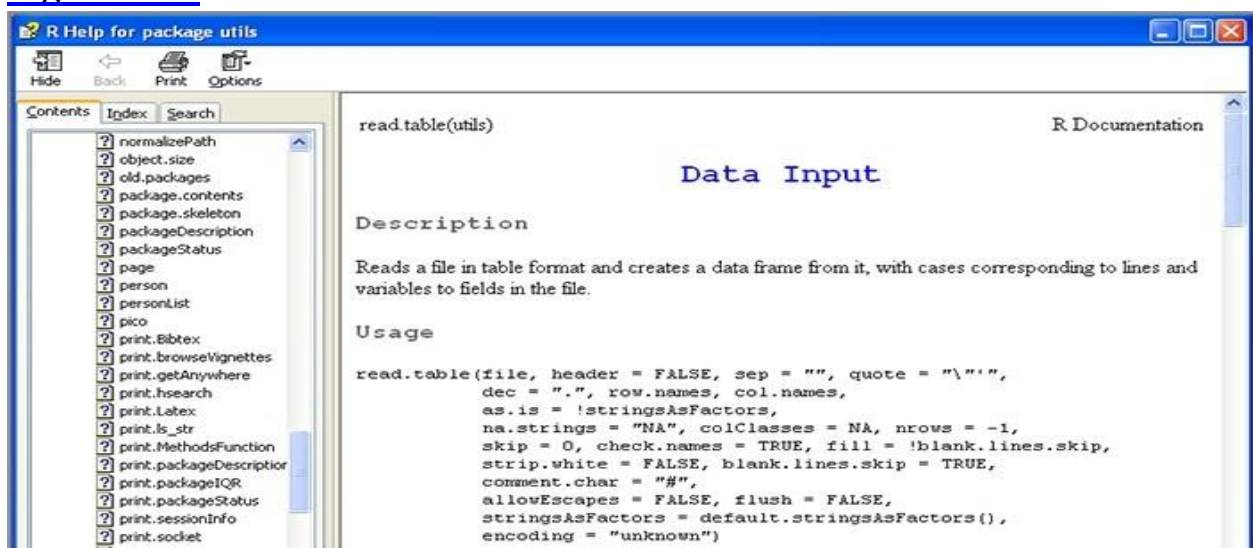 R Help for package utils
Hide Back Print Options
Contents Index Search
normalizePath
object.size
old.packages
package.contents
package.skeleton
packageDescription
packageStatus
page
person
personList
pico
print.Bibtex
print.browseVignettes
print.getAnywhere
print.hsearch
print.Latex
print.ls_str
print.MethodsFunction
print.packageDescriptior
print.packageIQR
print.packageStatus
print.sessionInfo
print.socket
read.table(utils) R Documentation
Data Input
Description
Reads a file in table format and creates a data frame from it, with cases corresponding to lines and
variables to fields in the file.
Usage
read.table(file, header = FALSE, sep = "", quote = "\"'",
dec = ".", row.names, col.names,
as.is = !stringsAsFactors,
na.strings = "NA", colClasses = NA, nrows = -1,
skip = 0, check.names = TRUE, fill = !blank.lines.skip,
strip.white = FALSE, blank.lines.skip = TRUE,
comment.char = "#",
allowEscapes = FALSE, flush = FALSE,
stringsAsFactors = default.stringsAsFactors(),
encoding = "unknown")